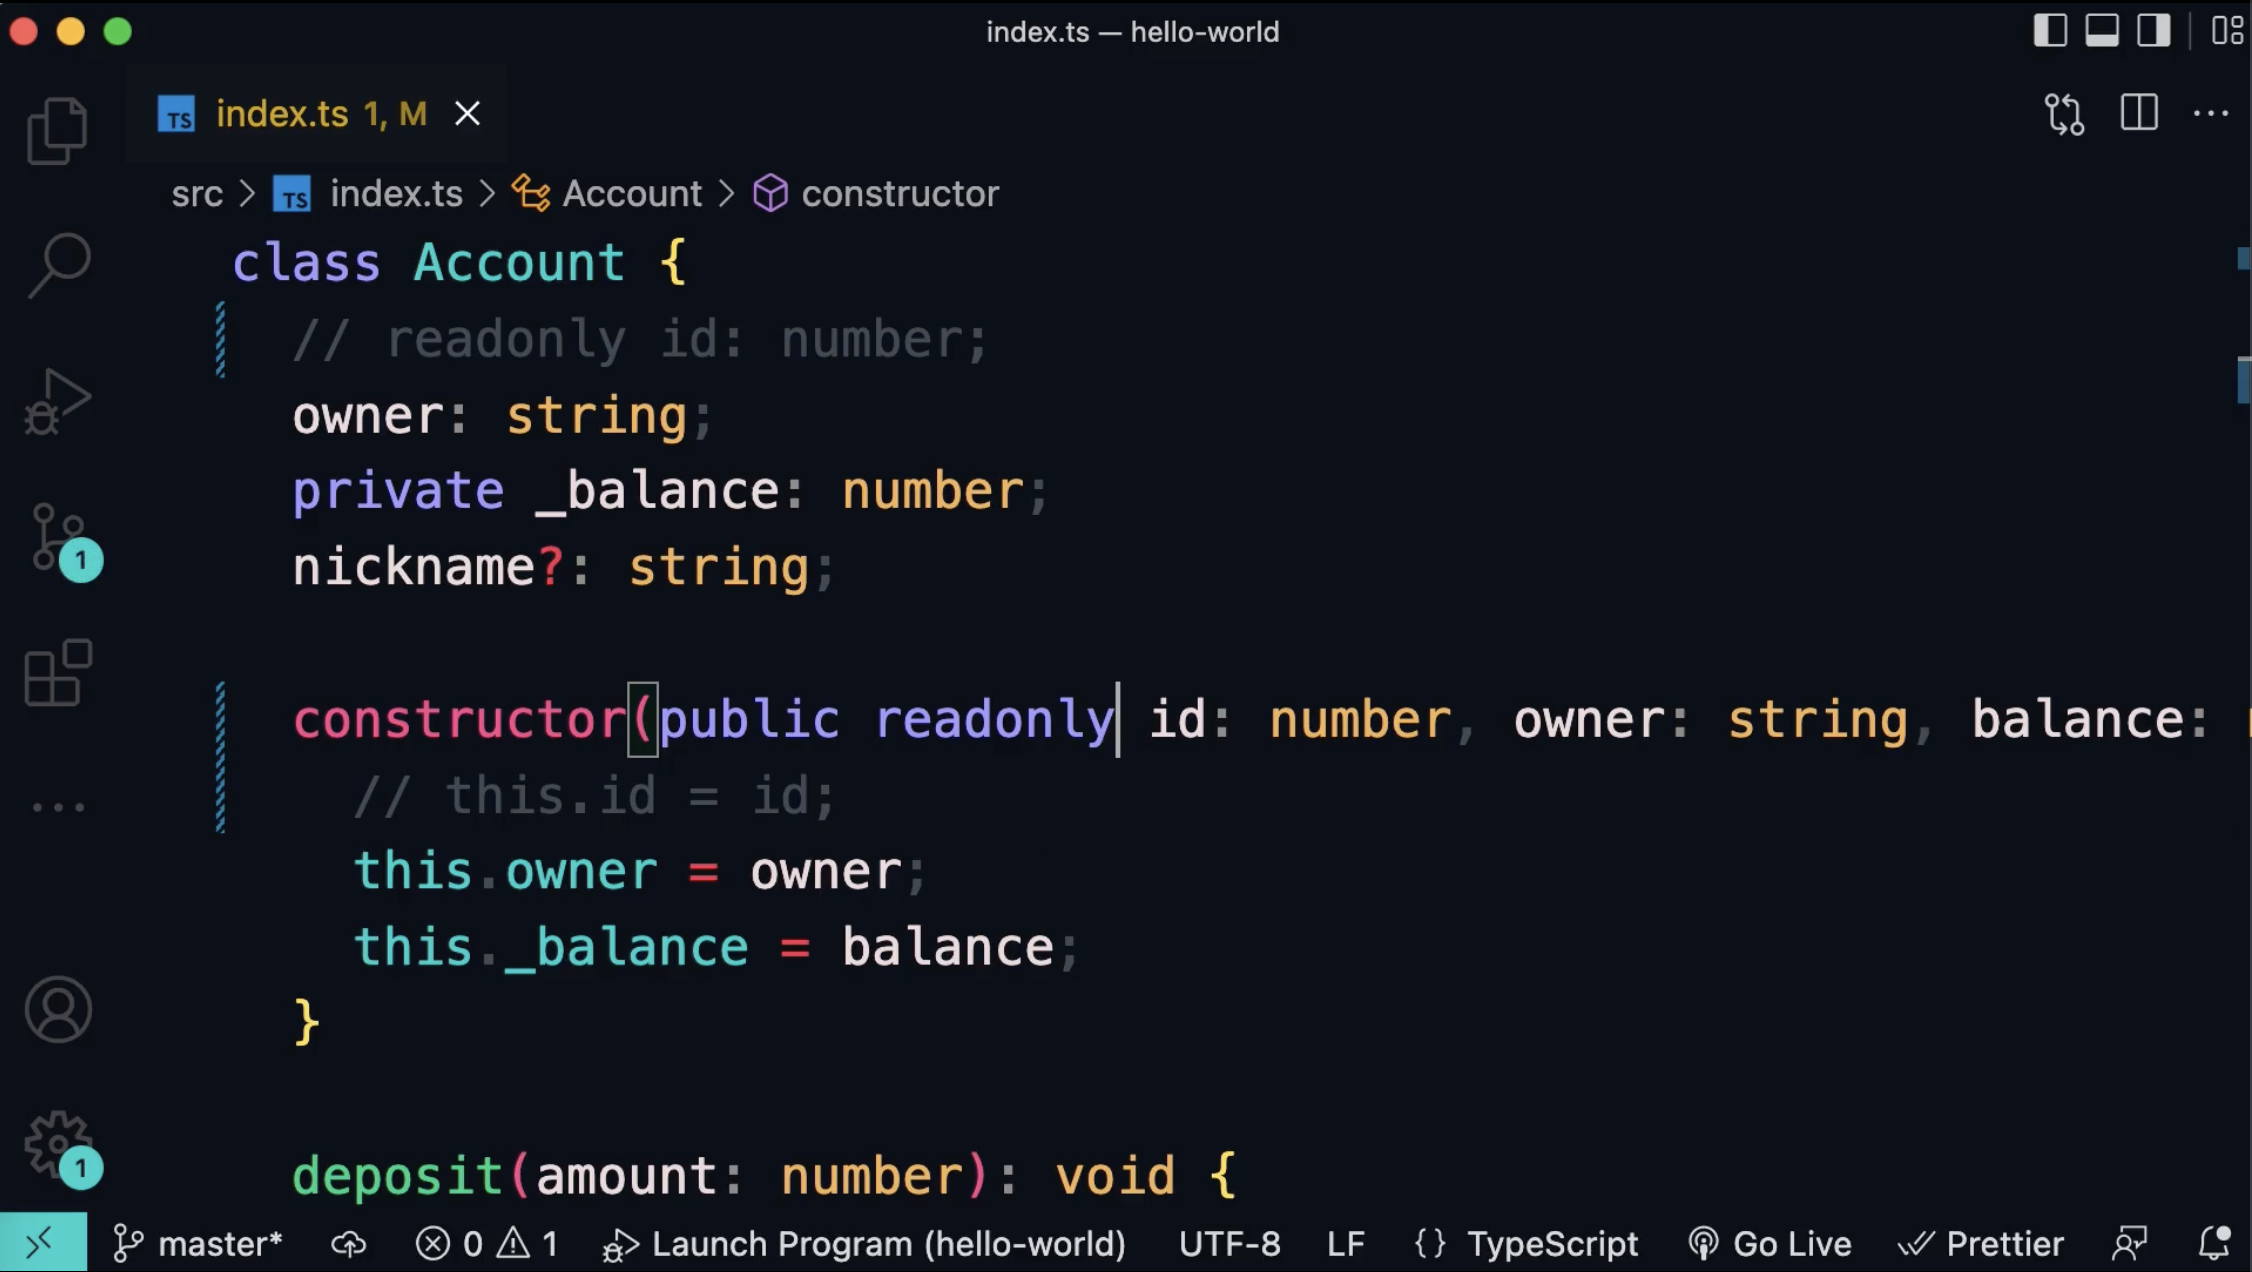 index.ts — hello-world
TS index.ts 1, M
src > TS index.ts > Account > constructor
class Account {
// readonly id: number;
owner: string;
private _balance: number;
nickname?: string;
constructor(public readonly id: number, owner: string, balance:
// this.id = id;
this.owner = owner;
this._balance = balance;
}
deposit(amount: number): void {
1
1
master* 0 1 Launch Program (hello-world) UTF-8 LF {} TypeScript Go Live Prettier